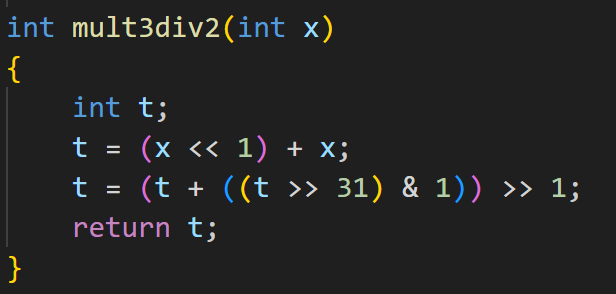 int mult3div2(int x)
{
    int t;
    t = (x << 1) + x;
    t = (t + ((t >> 31) & 1)) >> 1;
    return t;
}